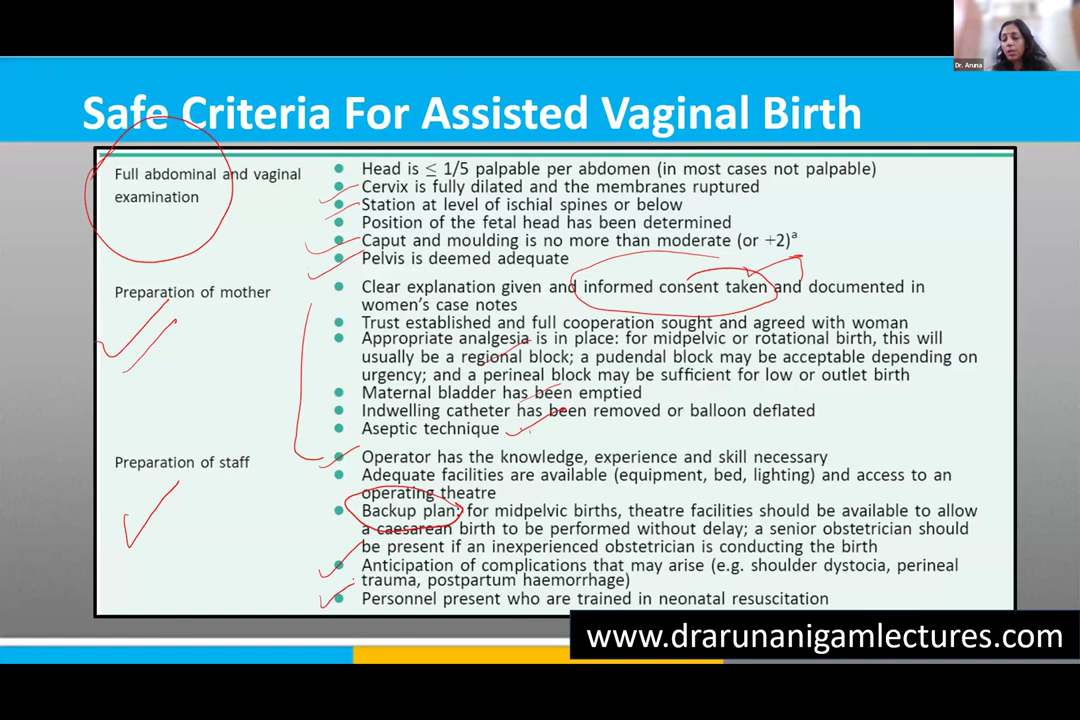 Dr. Aruna
Safe Criteria For Assisted Vaginal Birth
Full abdominal and vaginal
examination
● Head is ≤ 1/5 palpable per abdomen (in most cases not palpable)
● Cervix is fully dilated and the membranes ruptured
● Station at level of ischial spines or below
● Position of the fetal head has been determined
● Caput and moulding is no more than moderate (or +2)ᵃ
● Pelvis is deemed adequate
Preparation of mother
● Clear explanation given and informed consent taken and documented in
women's case notes
● Trust established and full cooperation sought and agreed with woman
● Appropriate analgesia is in place: for midpelvic or rotational birth, this will
usually be a regional block; a pudendal block may be acceptable depending on
urgency; and a perineal block may be sufficient for low or outlet birth
● Maternal bladder has been emptied
● Indwelling catheter has been removed or balloon deflated
● Aseptic technique
Preparation of staff
● Operator has the knowledge, experience and skill necessary
● Adequate facilities are available (equipment, bed, lighting) and access to an
operating theatre
● Backup plan: for midpelvic births, theatre facilities should be available to allow
a caesarean birth to be performed without delay; a senior obstetrician should
be present if an inexperienced obstetrician is conducting the birth
● Anticipation of complications that may arise (e.g. shoulder dystocia, perineal
trauma, postpartum haemorrhage)
● Personnel present who are trained in neonatal resuscitation
www.drarunanigamlectures.com